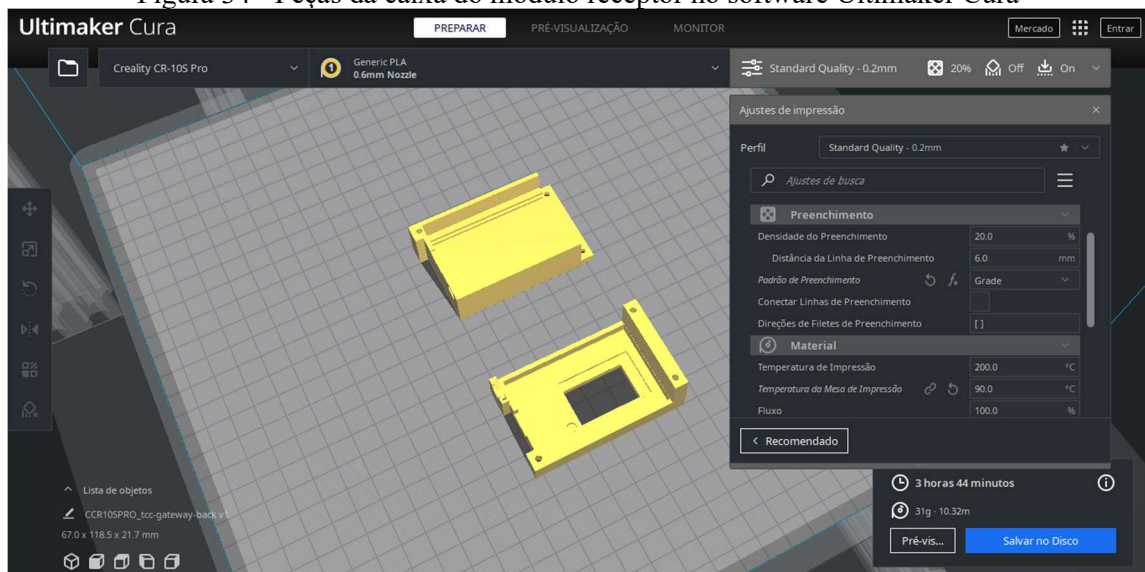 Figura 34 - Peças da caixa do módulo receptor no software Ultimaker Cura
Ultimaker Cura
PREPARAR
PRÉ-VISUALIZAÇÃO
MONITOR
Mercado
Entrar
Creality CR-10S Pro
1
Generic PLA
0.6mm Nozzle
Standard Quality - 0.2mm
20%
Off
On
Ajustes de impressão
×
Perfil
Standard Quality - 0.2mm
Ajustes de busca
Preenchimento
Densidade do Preenchimento 20.0 %
Distância da Linha de Preenchimento 6.0 mm
Padrão de Preenchimento Grade
Conectar Linhas de Preenchimento
Direções de Filetes de Preenchimento [ ]
Material
Temperatura de Impressão 200.0 °C
Temperatura da Mesa de Impressão 90.0 °C
Fluxo 100.0 %
< Recomendado
3 horas 44 minutos
31g · 10.32m
Pré-vis...
Salvar no Disco
Lista de objetos
CCR10SPRO_tcc-gateway-back v1
67.0 x 118.5 x 21.7 mm